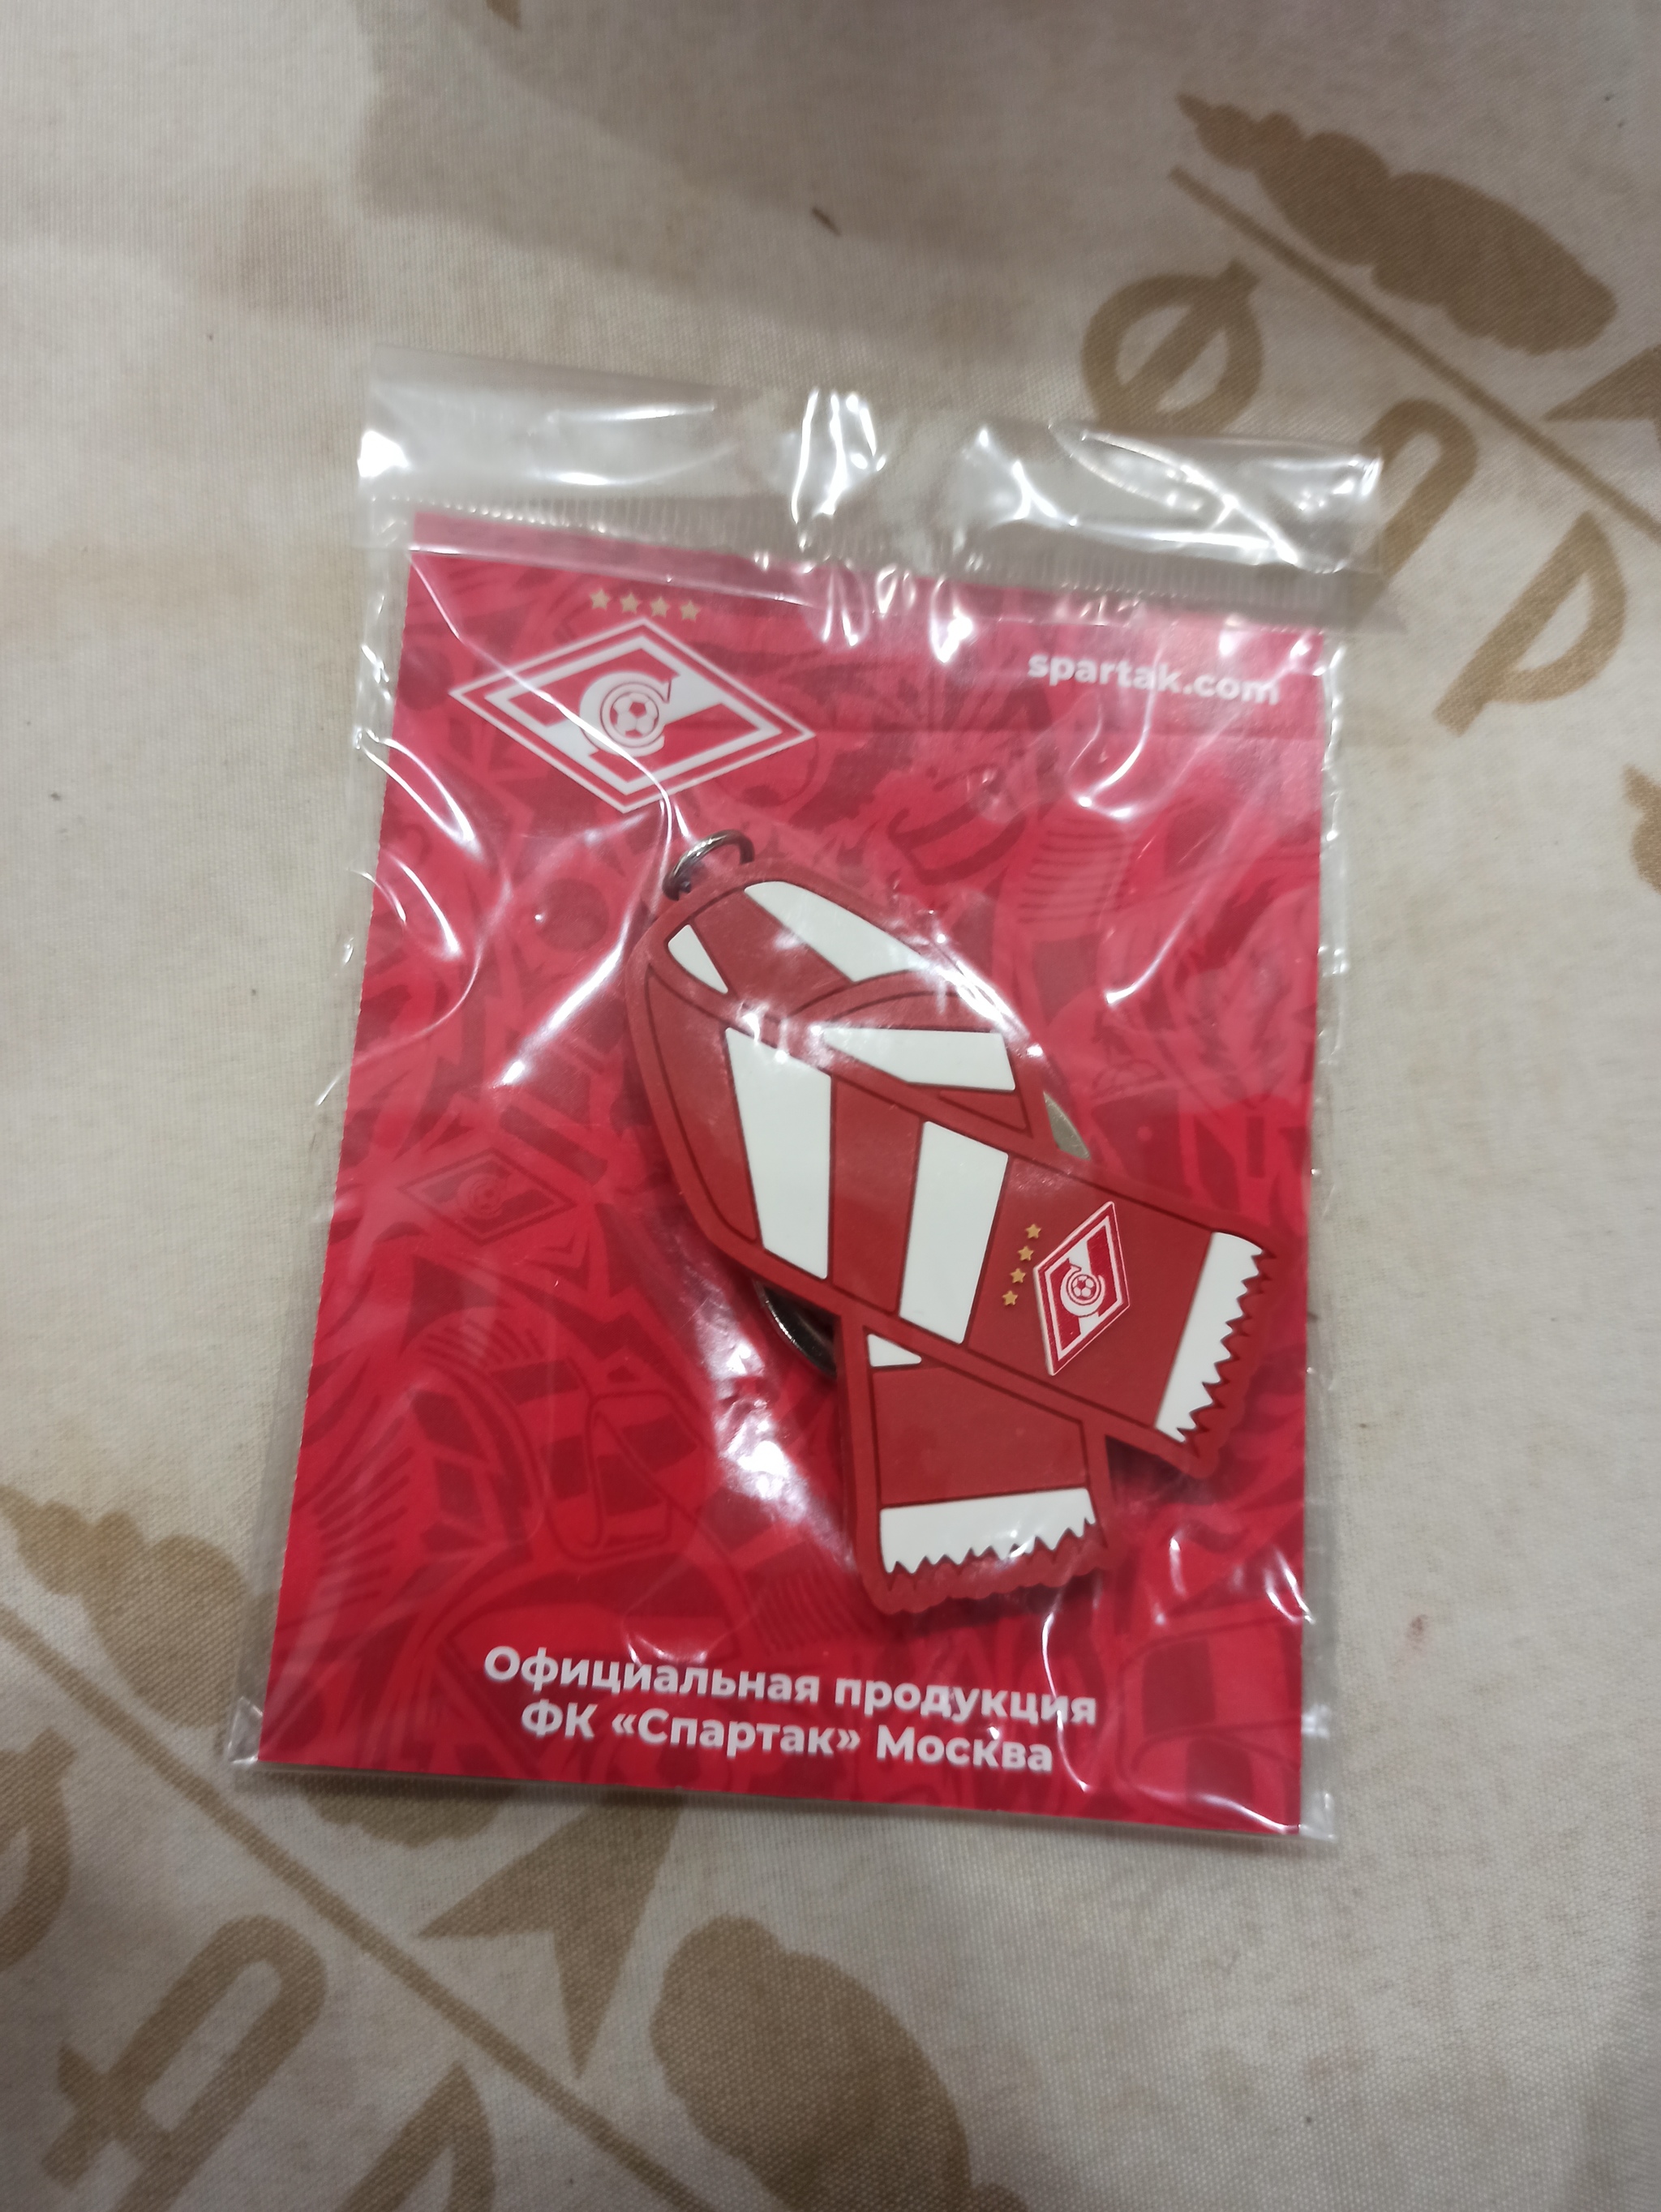 spartak.com
Официальная продукция
ФК «Спартак» Москва